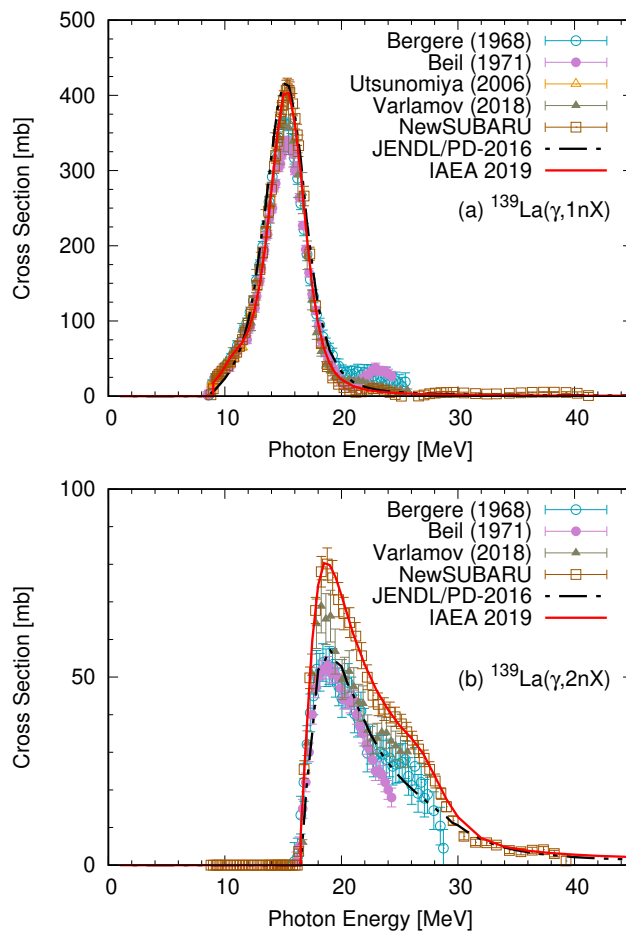 500
400
300
200
100
0
Cross Section [mb]
Bergere (1968)
Beil (1971)
Utsunomiya (2006)
Varlamov (2018)
NewSUBARU
JENDL/PD-2016
IAEA 2019
(a) ¹³⁹La(γ,1nX)
0 10 20 30 40
Photon Energy [MeV]
100
50
0
Cross Section [mb]
Bergere (1968)
Beil (1971)
Varlamov (2018)
NewSUBARU
JENDL/PD-2016
IAEA 2019
(b) ¹³⁹La(γ,2nX)
0 10 20 30 40
Photon Energy [MeV]